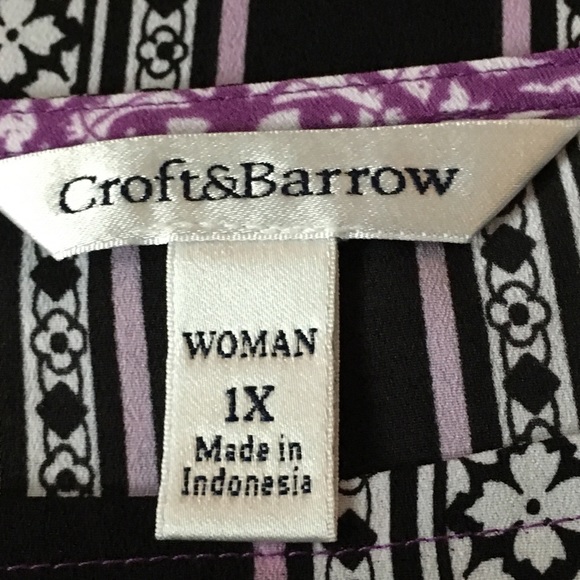 Croft&Barrow
WOMAN
1X
Made in
Indonesia